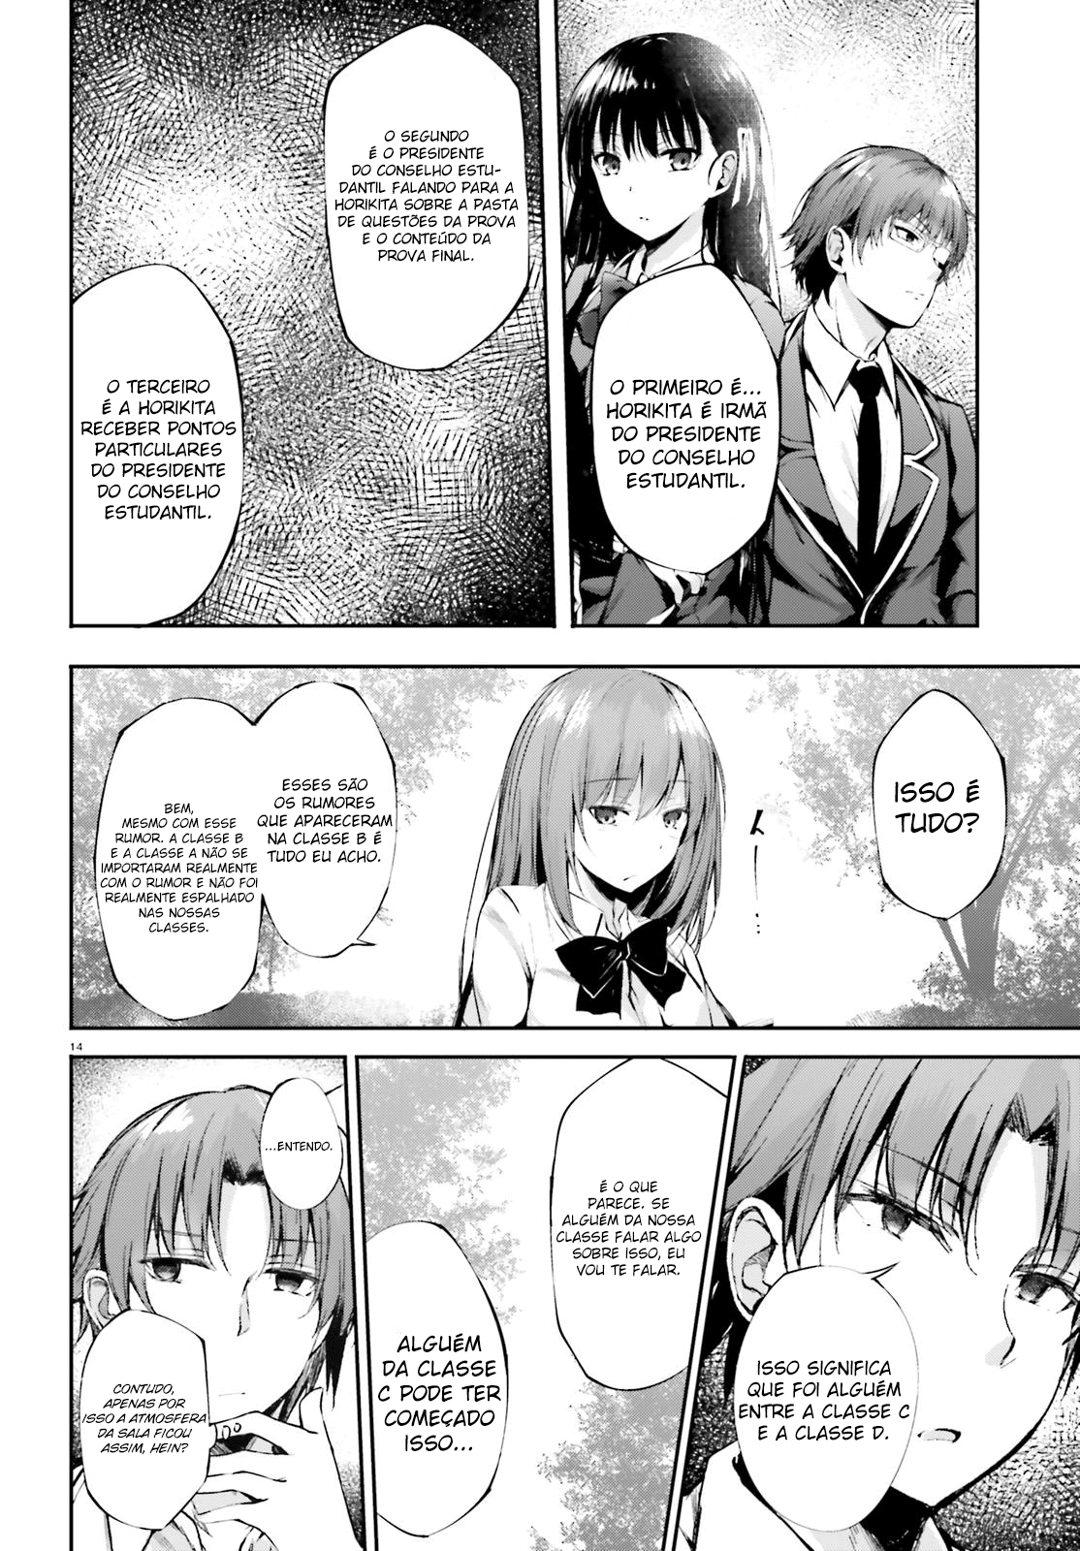 O PRIMEIRO É...
HORIKITA É IRMÃ
DO PRESIDENTE
DO CONSELHO
ESTUDANTIL.
O SEGUNDO
É O PRESIDENTE
DO CONSELHO ESTU-
DANTIL FALANDO PARA A
HORIKITA SOBRE A PASTA
DE QUESTÕES DA PROVA
E O CONTEÚDO DA
PROVA FINAL.
O TERCEIRO
É A HORIKITA
RECEBER PONTOS
PARTICULARES
DO PRESIDENTE
DO CONSELHO
ESTUDANTIL.
ISSO É
TUDO?
ESSES SÃO
OS RUMORES
QUE APARECERAM
NA CLASSE B É
TUDO EU ACHO.
BEM,
MESMO COM ESSE
RUMOR. A CLASSE B
E A CLASSE A NÃO SE
IMPORTARAM REALMENTE
COM O RUMOR E NÃO FOI
REALMENTE ESPALHADO
NAS NOSSAS
CLASSES.
14
ISSO SIGNIFICA
QUE FOI ALGUÉM
ENTRE A CLASSE C
E A CLASSE D.
É O QUE
PARECE. SE
ALGUÉM DA NOSSA
CLASSE FALAR ALGO
SOBRE ISSO, EU
VOU TE FALAR.
ALGUÉM
DA CLASSE
C PODE TER
COMEÇADO
ISSO...
...ENTENDO.
CONTUDO,
APENAS POR
ISSO A ATMOSFERA
DA SALA FICOU
ASSIM, HEIN?